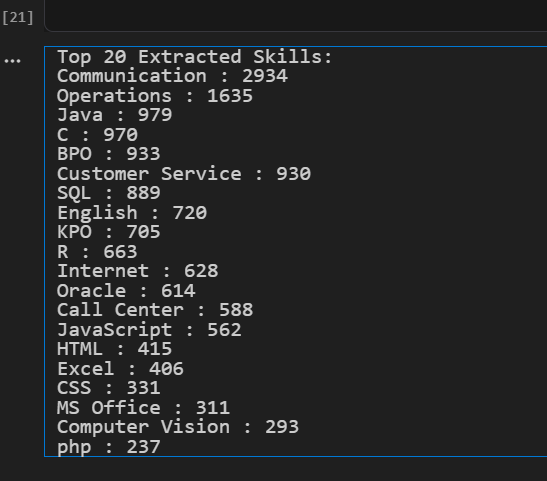 [21]
... Top 20 Extracted Skills:
Communication : 2934
Operations : 1635
Java : 979
C : 970
BPO : 933
Customer Service : 930
SQL : 889
English : 720
KPO : 705
R : 663
Internet : 628
Oracle : 614
Call Center : 588
JavaScript : 562
HTML : 415
Excel : 406
CSS : 331
MS Office : 311
Computer Vision : 293
php : 237